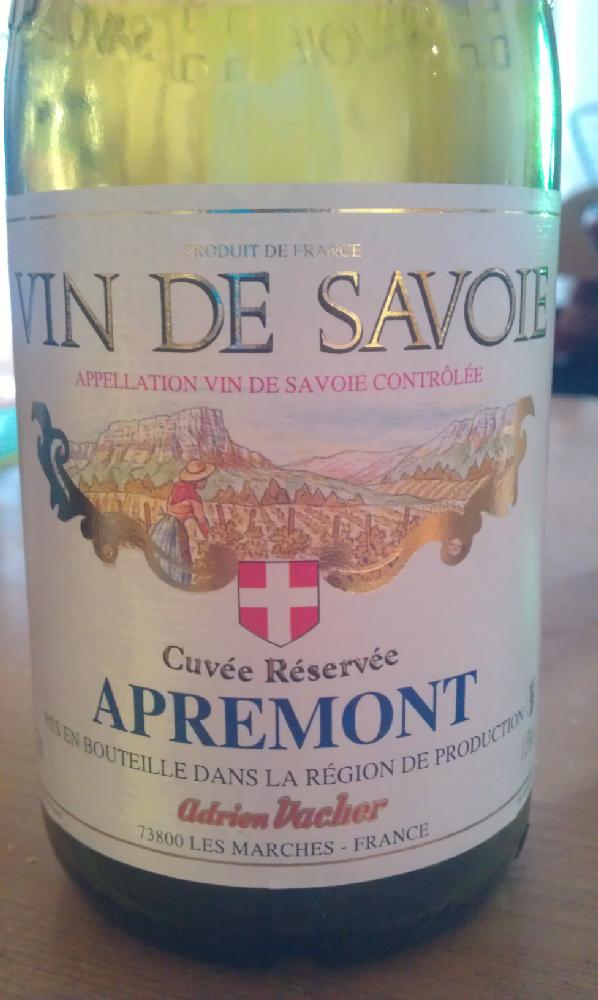 PRODUIT DE FRANCE
VIN DE SAVOIE
APPELLATION VIN DE SAVOIE CONTRÔLÉE
Cuvée Réservée
APREMONT
MIS EN BOUTEILLE DANS LA RÉGION DE PRODUCTION
Adrien Vacher
73800 LES MARCHES - FRANCE